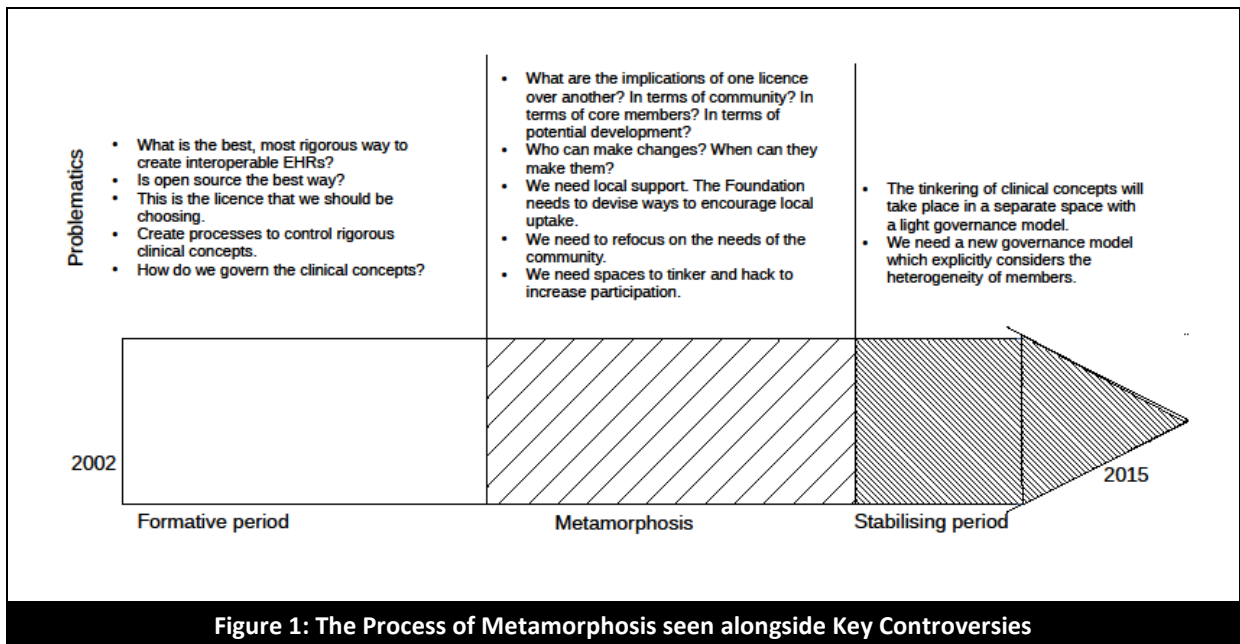 Problematics
• What is the best, most rigorous way to
create interoperable EHRs?
• Is open source the best way?
• This is the licence that we should be
choosing.
• Create processes to control rigorous
clinical concepts.
• How do we govern the clinical concepts?
• What are the implications of one licence
over another? In terms of community? In
terms of core members? In terms of
potential development?
• Who can make changes? When can they
make them?
• We need local support. The Foundation
needs to devise ways to encourage local
uptake.
• We need to refocus on the needs of the
community.
• We need spaces to tinker and hack to
increase participation.
• The tinkering of clinical concepts will
take place in a separate space with
a light governance model.
• We need a new governance model
which explicitly considers the
heterogeneity of members.
2002
2015
Formative period
Metamorphosis
Stabilising period
Figure 1: The Process of Metamorphosis seen alongside Key Controversies